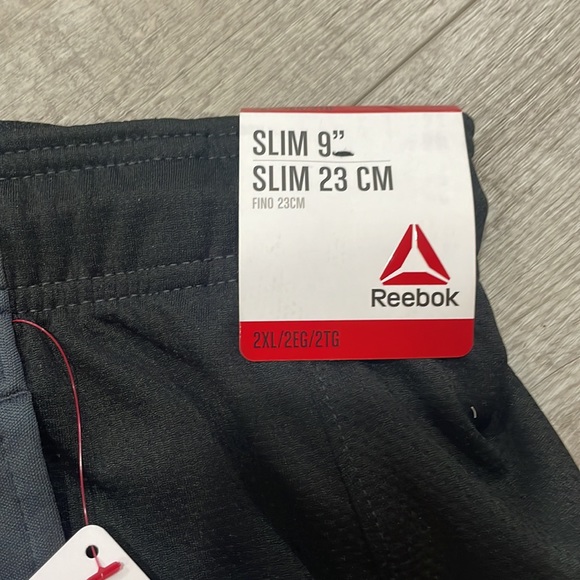 SLIM 9”
SLIM 23 CM
FINO 23CM
Reebok
2XL/2EG/2TG